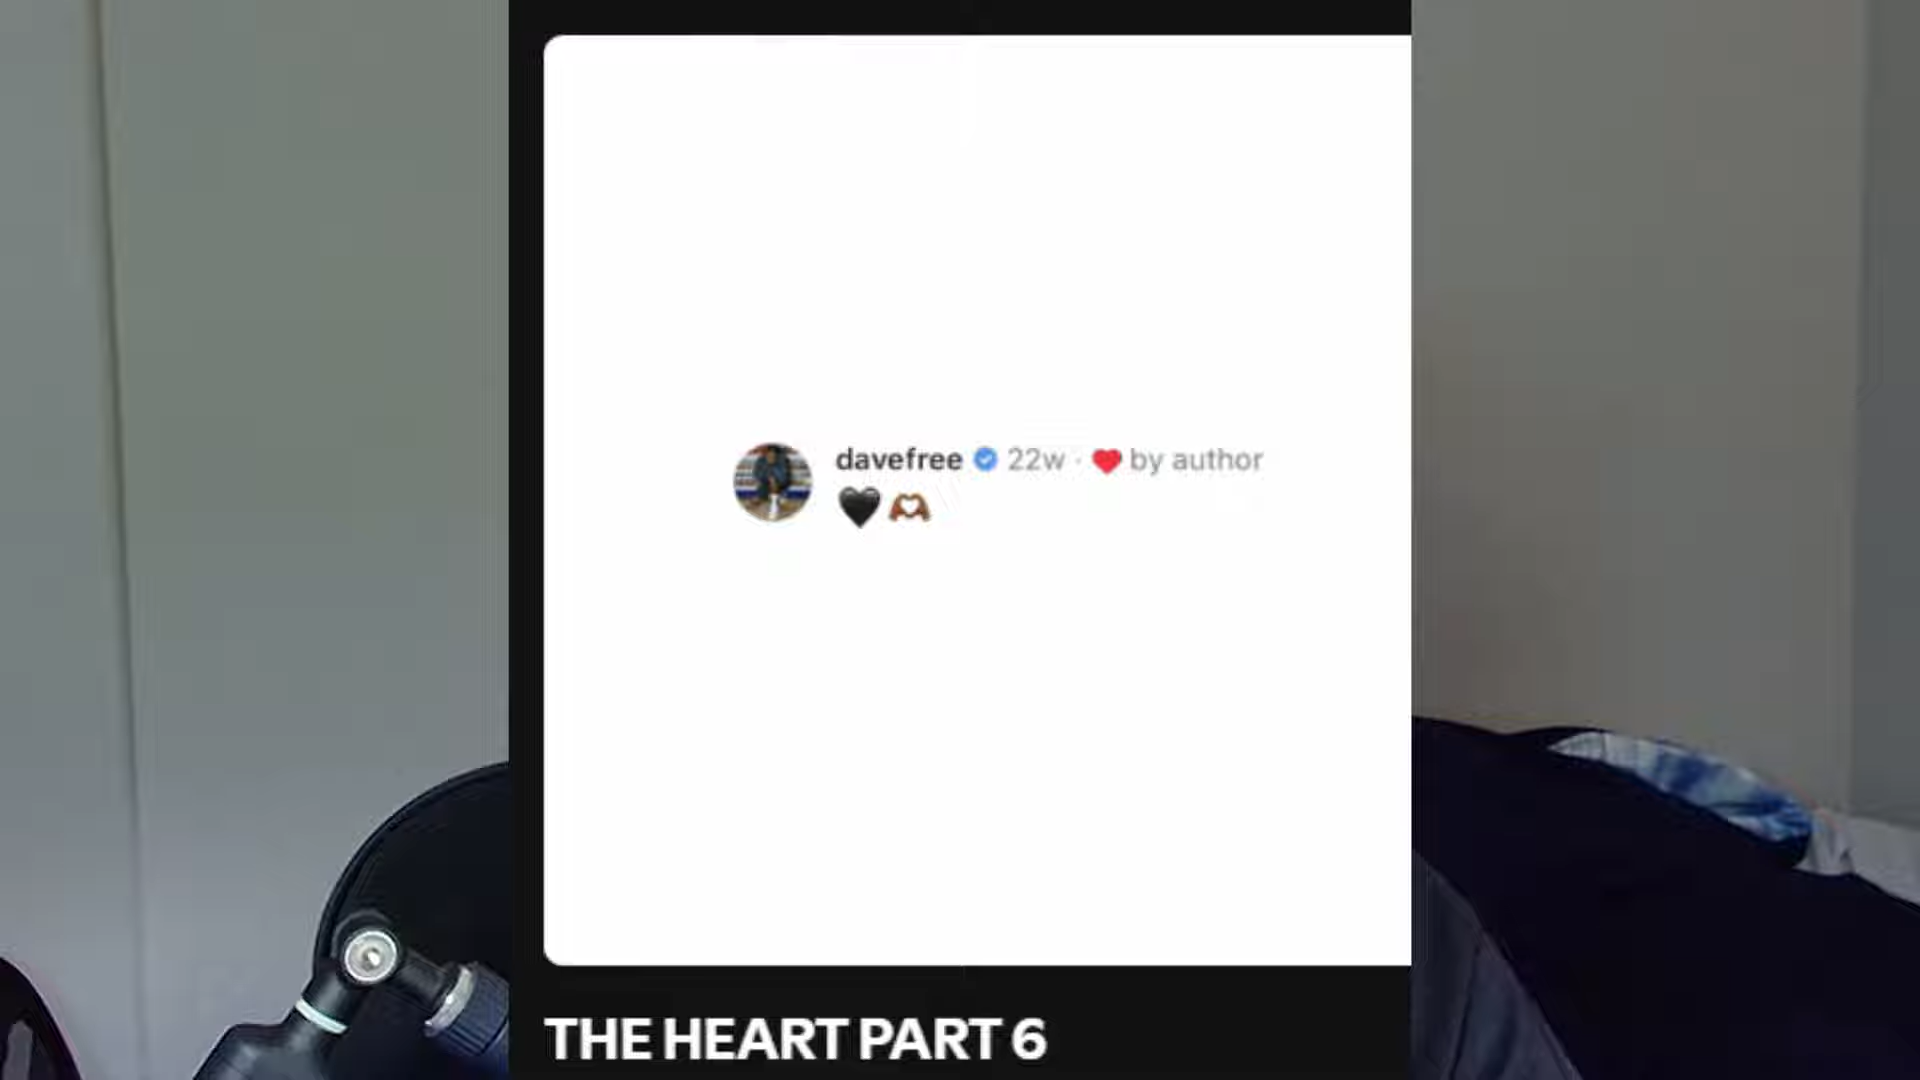 davefree 22w · ❤️ by author
🖤 🫶🏾
THE HEART PART 6